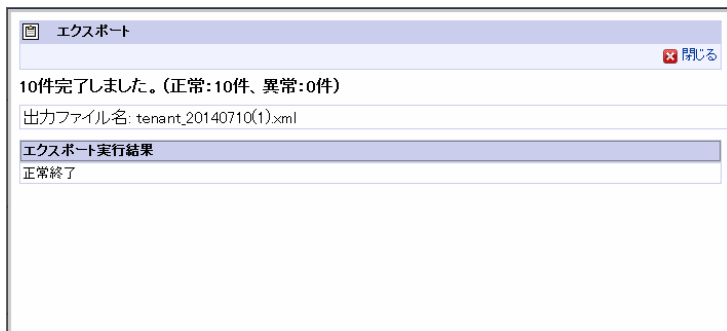 エクスポート
閉じる
10件完了しました。(正常:10件、異常:0件)
出力ファイル名: tenant_20140710(1).xml
エクスポート実行結果
正常終了